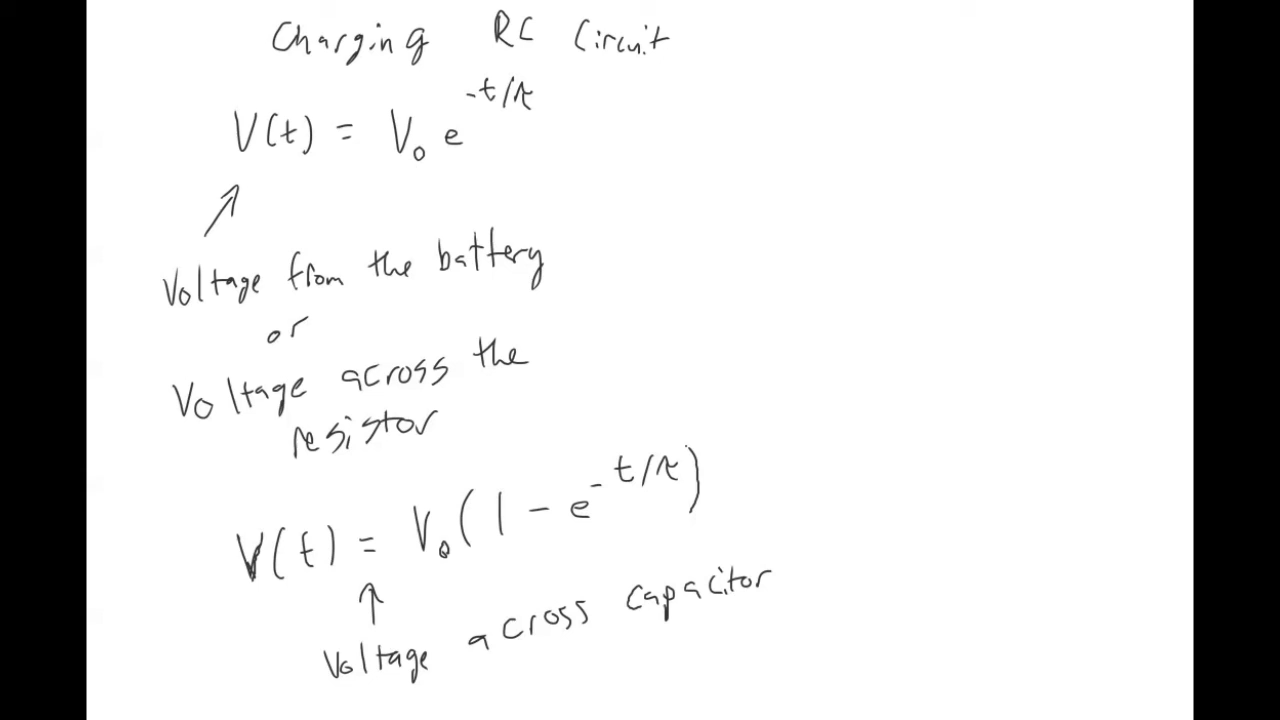 Charging RC Circuit
V(t) = V₀ e^-t/τ
Voltage from the battery
or
Voltage across the
resistor
V(t) = V₀(1 - e^-t/τ)
Voltage across capacitor